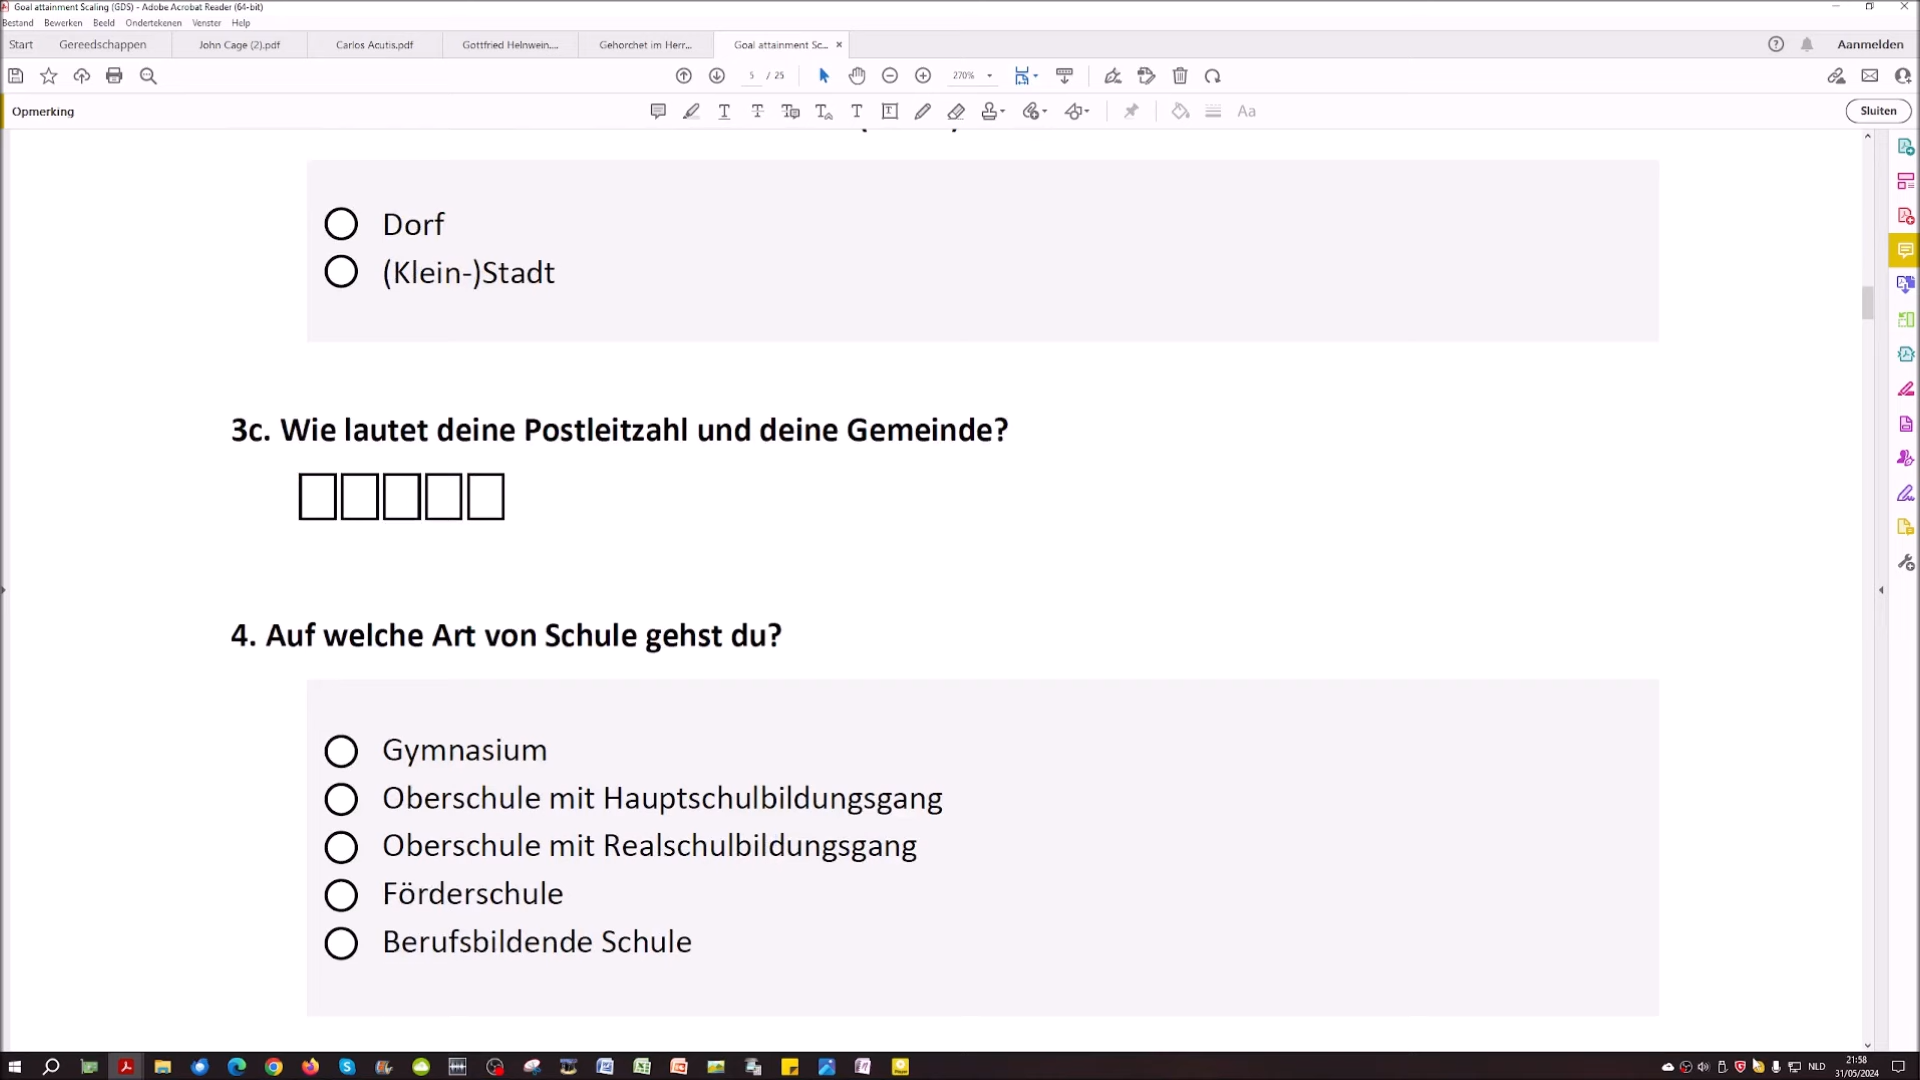 Goal attainment Scaling (GDS) - Adobe Acrobat Reader (64-bit)
Bestand Bewerken Beeld Ondertekenen Venster Help
Start Gereedschappen John Cage (2).pdf Carlos Acutis.pdf Gottfried Helnwein.... Gehorchet im Herr... Goal attainment Sc... × Aanmelden
5 / 25 270%
Opmerking Aa Sluiten
Dorf
(Klein-)Stadt
3c. Wie lautet deine Postleitzahl und deine Gemeinde?
4. Auf welche Art von Schule gehst du?
Gymnasium
Oberschule mit Hauptschulbildungsgang
Oberschule mit Realschulbildungsgang
Förderschule
Berufsbildende Schule
NLD
21:58
31/05/2024